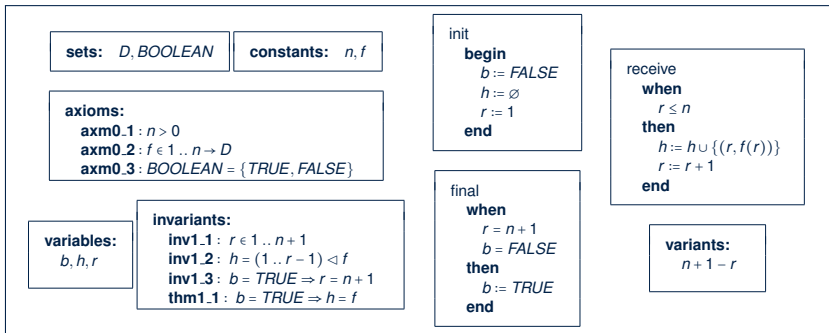 sets: D, BOOLEAN
constants: n, f
axioms:
axm0_1 : n > 0
axm0_2 : f ∈ 1 .. n → D
axm0_3 : BOOLEAN = {TRUE, FALSE}
variables:
b, h, r
invariants:
inv1_1 : r ∈ 1 .. n + 1
inv1_2 : h = (1 .. r − 1) ◁ f
inv1_3 : b = TRUE ⇒ r = n + 1
thm1_1 : b = TRUE ⇒ h = f
init
begin
b := FALSE
h := ∅
r := 1
end
final
when
r = n + 1
b = FALSE
then
b := TRUE
end
receive
when
r ≤ n
then
h := h ∪ {(r, f(r))}
r := r + 1
end
variants:
n + 1 − r